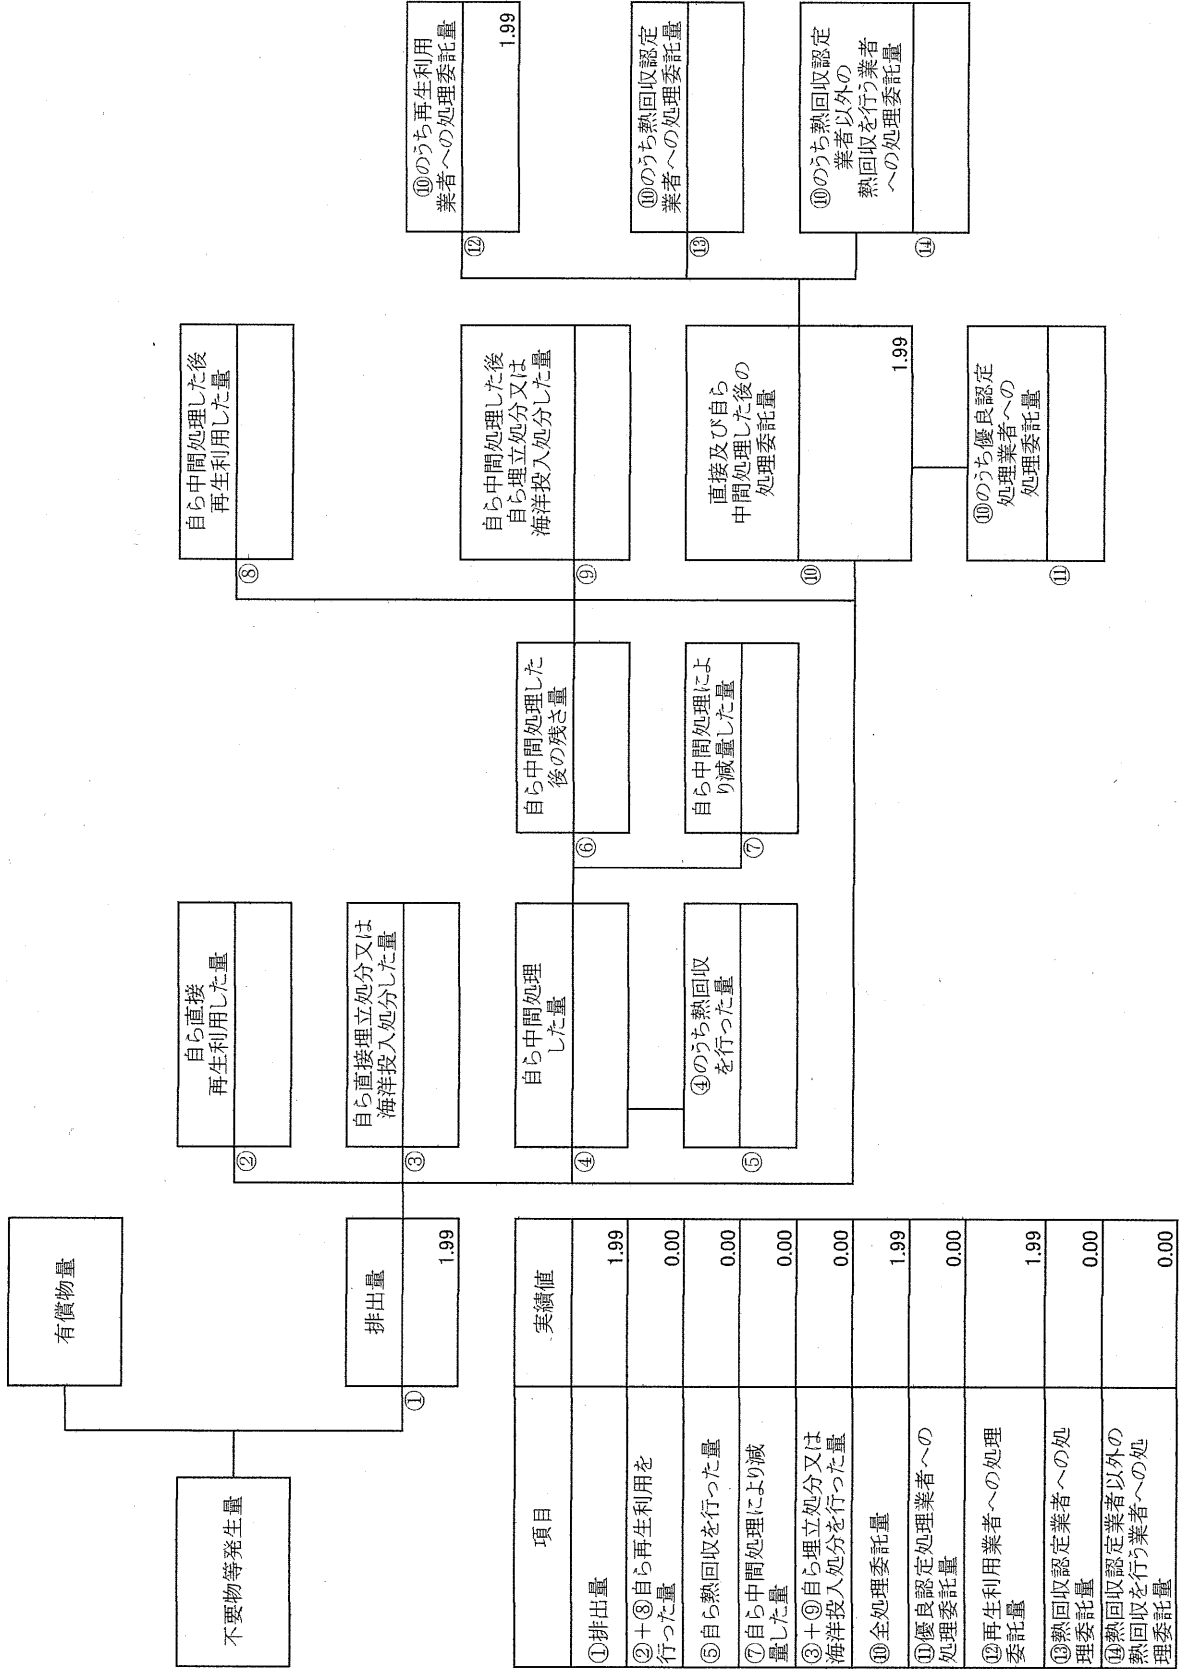 不要物等発生量
有償物量
①
排出量
1.99
②
自ら直接
再生利用した量
③
自ら直接埋立処分又は
海洋投入処分した量
④
自ら中間処理
した量
⑤
④のうち熱回収
を行った量
⑥
自ら中間処理した
後の残さ量
⑦
自ら中間処理によ
り減量した量
⑧
自ら中間処理した後
再生利用した量
⑨
自ら中間処理した後
自ら埋立処分又は
海洋投入処分した量
⑩
直接及び自ら
中間処理した後の
処理委託量
1.99
⑪
⑩のうち優良認定
処理業者への
処理委託量
⑫
⑩のうち再生利用
業者への処理委託量
1.99
⑬
⑩のうち熱回収認定
業者への処理委託量
⑭
⑩のうち熱回収認定
業者以外の
熱回収を行う業者
への処理委託量
項目 実績値
①排出量 1.99
②+⑧自ら再生利用を
行った量 0.00
⑤自ら熱回収を行った量 0.00
⑦自ら中間処理により減
量した量 0.00
③+⑨自ら埋立処分又は
海洋投入処分を行った量 0.00
⑩全処理委託量 1.99
⑪優良認定処理業者への
処理委託量 0.00
⑫再生利用業者への処理
委託量 1.99
⑬熱回収認定業者への処
理委託量 0.00
⑭熱回収認定業者以外の
熱回収を行う業者への処
理委託量 0.00